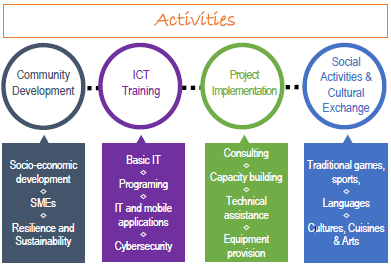 Activities
Community
Development
ICT
Training
Project
Implementation
Social
Activities &
Cultural
Exchange
Socio-economic
development
SMEs
Resilience and
Sustainability
Basic IT
Programing
IT and mobile
applications
Cybersecurity
Consulting
Capacity building
Technical
assistance
Equipment
provision
Traditional games,
sports,
Languages
Cultures, Cuisines
& Arts